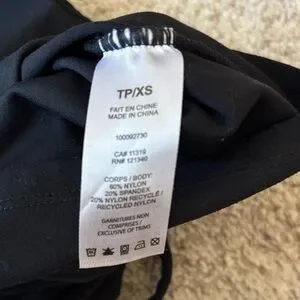 TP/XS
FAIT EN CHINE
MADE IN CHINA
100092730
CA# 11319
RN# 121340
CORPS / BODY:
60% NYLON
20% SPANDEX
20% NYLON RECYCLÉ /
RECYCLED NYLON
GARNITURES NON
COMPRISES /
EXCLUSIVE OF TRIMS